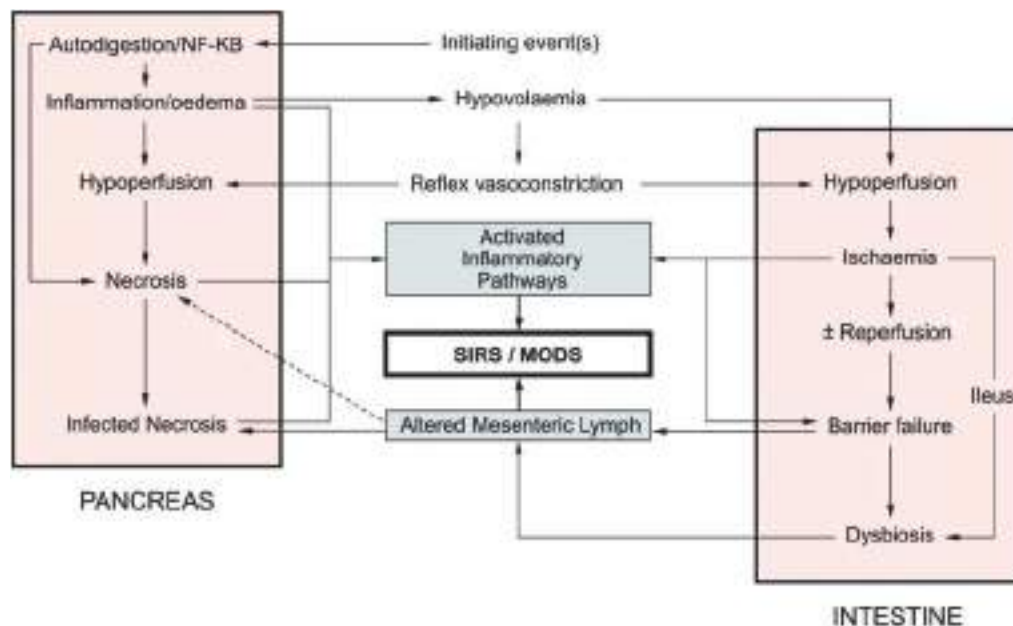 Autodigestion/NF-KB
Initiating event(s)
Inflammation/oedema
Hypovolaemia
Hypoperfusion
Reflex vasoconstriction
Hypoperfusion
Activated
Inflammatory
Pathways
Ischaemia
Necrosis
± Reperfusion
SIRS / MODS
Ileus
Infected Necrosis
Altered Mesenteric Lymph
Barrier failure
PANCREAS
Dysbiosis
INTESTINE